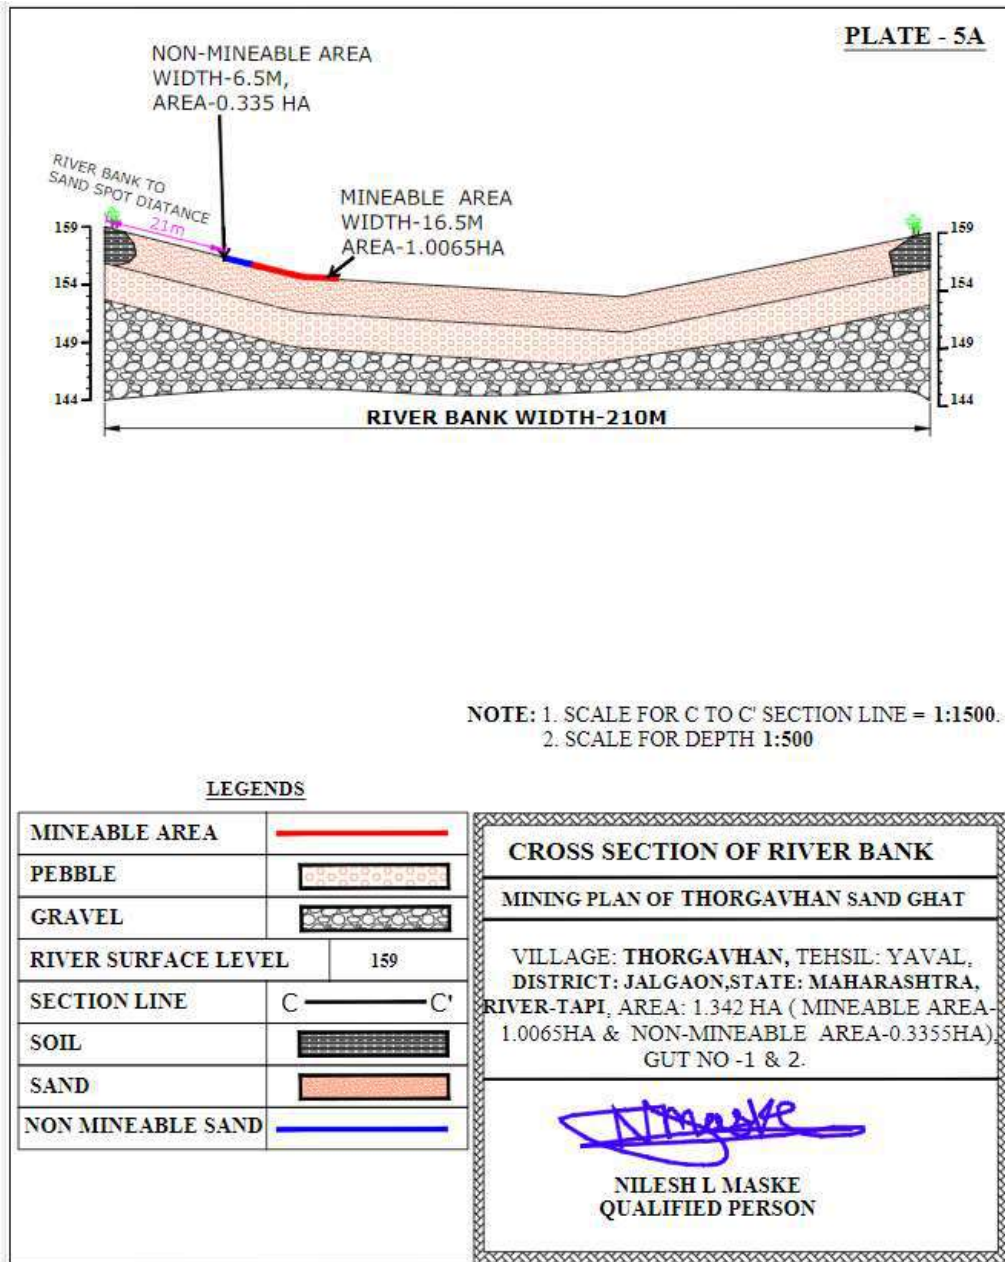 PLATE - 5A
NON-MINEABLE AREA
WIDTH-6.5M,
AREA-0.335 HA
RIVER BANK TO
SAND SPOT DIATANCE
21m
MINEABLE AREA
WIDTH-16.5M
AREA-1.0065HA
159
154
149
144
159
154
149
144
RIVER BANK WIDTH-210M
NOTE: 1. SCALE FOR C TO C' SECTION LINE = 1:1500.
2. SCALE FOR DEPTH 1:500
LEGENDS
MINEABLE AREA
PEBBLE
GRAVEL
RIVER SURFACE LEVEL 159
SECTION LINE C C'
SOIL
SAND
NON MINEABLE SAND
CROSS SECTION OF RIVER BANK
MINING PLAN OF THORGAVHAN SAND GHAT
VILLAGE: THORGAVHAN, TEHSIL: YAVAL,
DISTRICT: JALGAON,STATE: MAHARASHTRA,
RIVER-TAPI, AREA: 1.342 HA ( MINEABLE AREA-
1.0065HA & NON-MINEABLE AREA-0.3355HA),
GUT NO -1 & 2.
NMaske
NILESH L MASKE
QUALIFIED PERSON